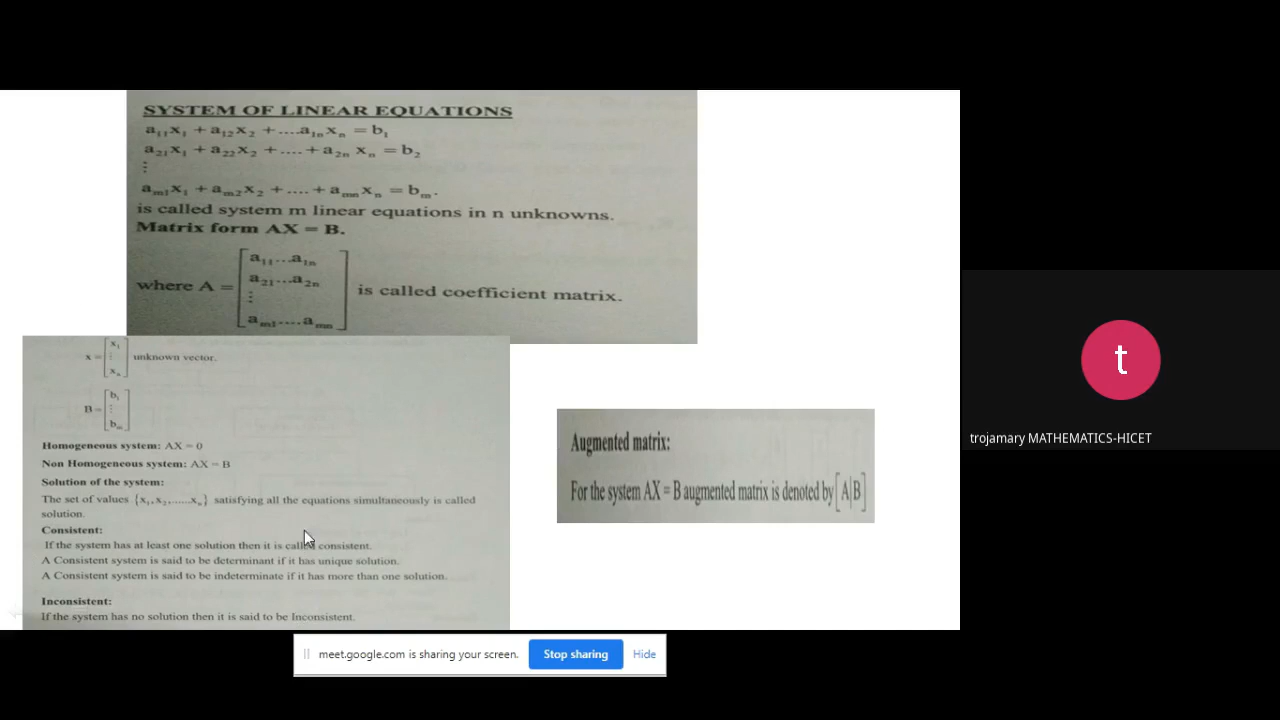 SYSTEM OF LINEAR EQUATIONS
a₁₁x₁ + a₁₂x₂ + ....a₁ₙxₙ = b₁
a₂₁x₁ + a₂₂x₂ + .... + a₂ₙ xₙ = b₂
⋮
aₘ₁x₁ + aₘ₂x₂ + .... + aₘₙxₙ = bₘ.
is called system m linear equations in n unknowns.
Matrix form AX = B.
a₁₁...a₁ₙ
a₂₁...a₂ₙ
where A = [ ⋮ ] is called coefficient matrix.
aₘ₁....aₘₙ
x₁
x = [ ⋮ ] unknown vector.
xₙ
b₁
B = [ ⋮ ]
bₘ
Homogeneous system: AX = 0
Non Homogeneous system: AX = B
Solution of the system:
The set of values {x₁,x₂,......xₙ} satisfying all the equations simultaneously is called
solution.
Consistent:
If the system has at least one solution then it is called consistent.
A Consistent system is said to be determinant if it has unique solution.
A Consistent system is said to be indeterminate if it has more than one solution.
Inconsistent:
If the system has no solution then it is said to be Inconsistent.
Augmented matrix:
For the system AX = B augmented matrix is denoted by [A|B]
t
trojamary MATHEMATICS-HICET
meet.google.com is sharing your screen.
Stop sharing
Hide